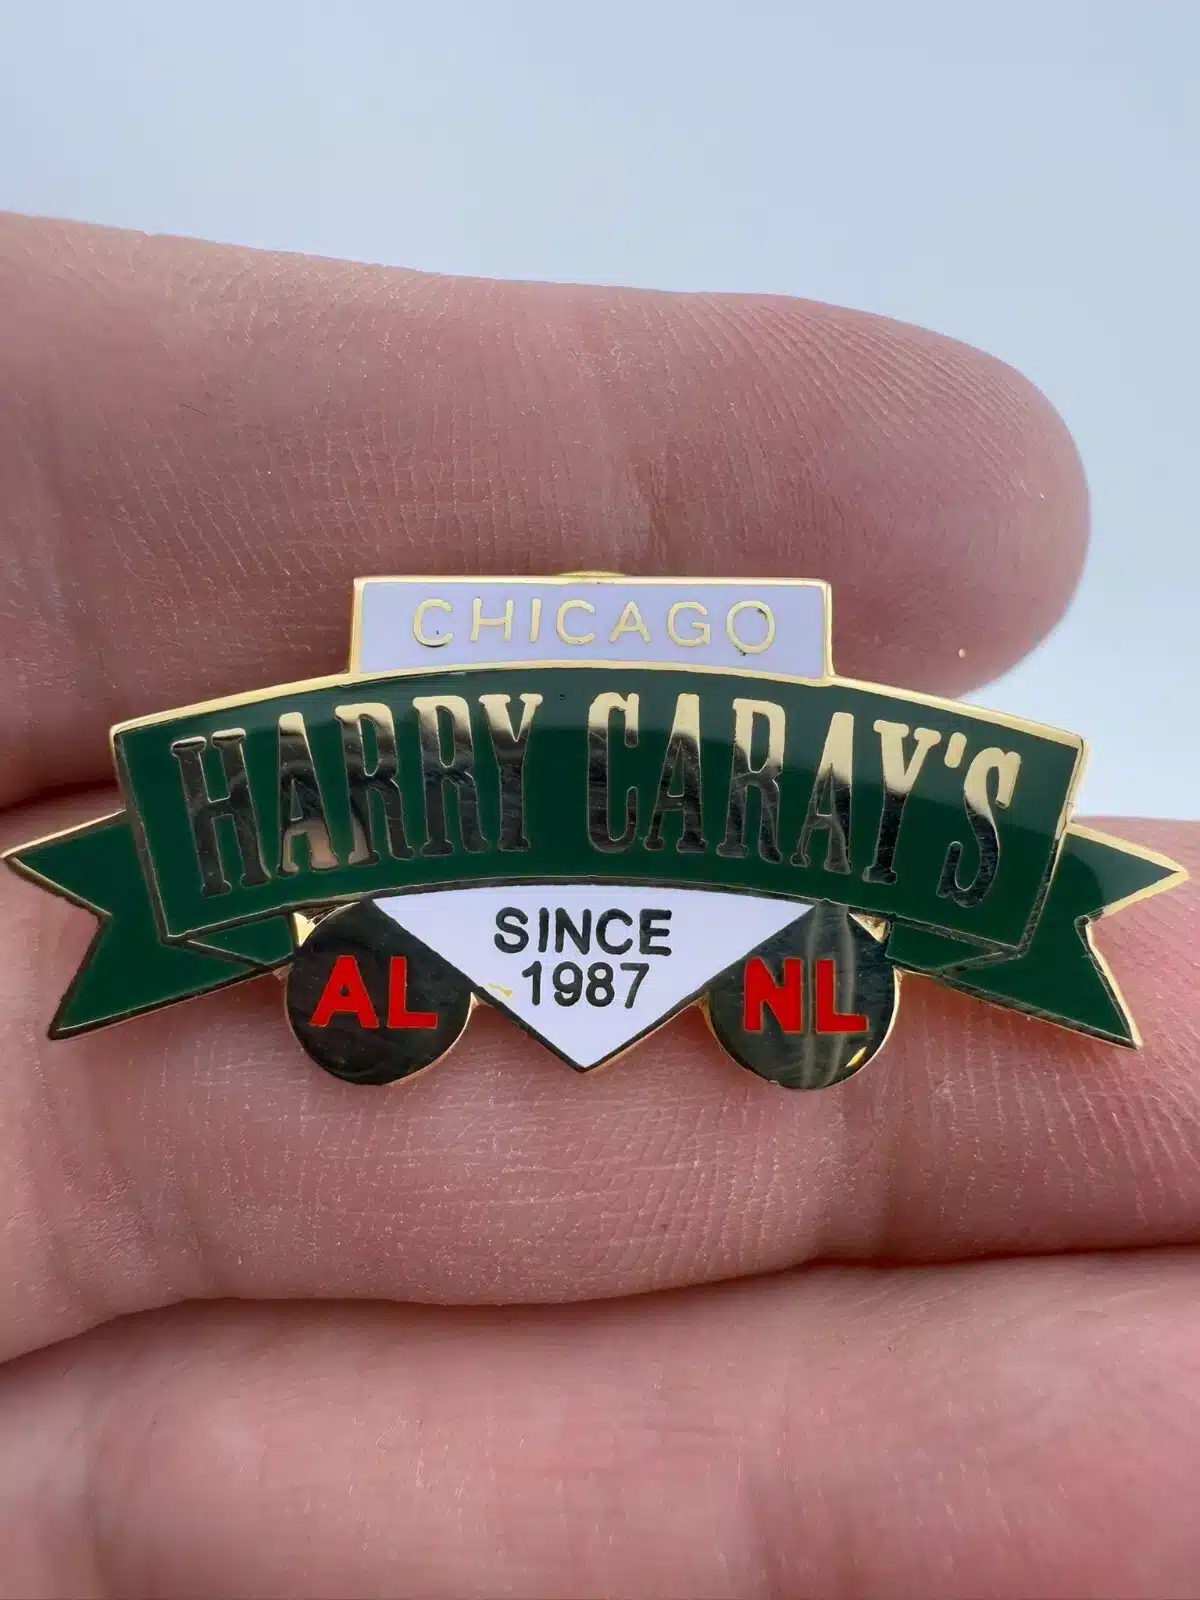 CHICAGO
HARRY CARAY'S
SINCE
1987
AL
NL